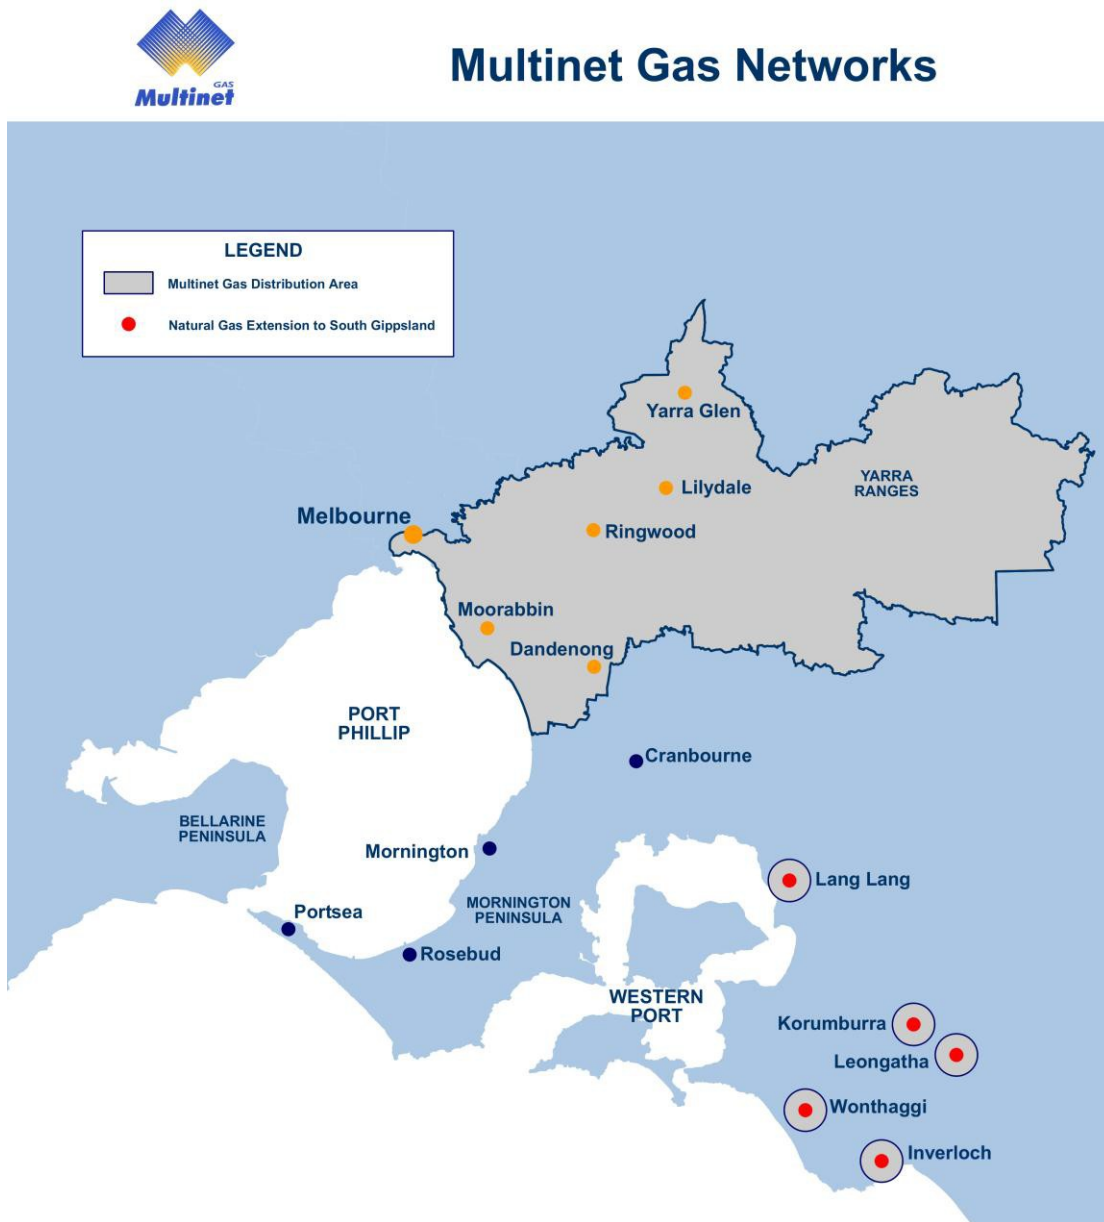 GAS
Multinet
Multinet Gas Networks
LEGEND
Multinet Gas Distribution Area
Natural Gas Extension to South Gippsland
Yarra Glen
YARRA
RANGES
Lilydale
Melbourne
Ringwood
Moorabbin
Dandenong
PORT
PHILLIP
Cranbourne
BELLARINE
PENINSULA
Mornington
Lang Lang
MORNINGTON
PENINSULA
Portsea
Rosebud
WESTERN
PORT
Korumburra
Leongatha
Wonthaggi
Inverloch